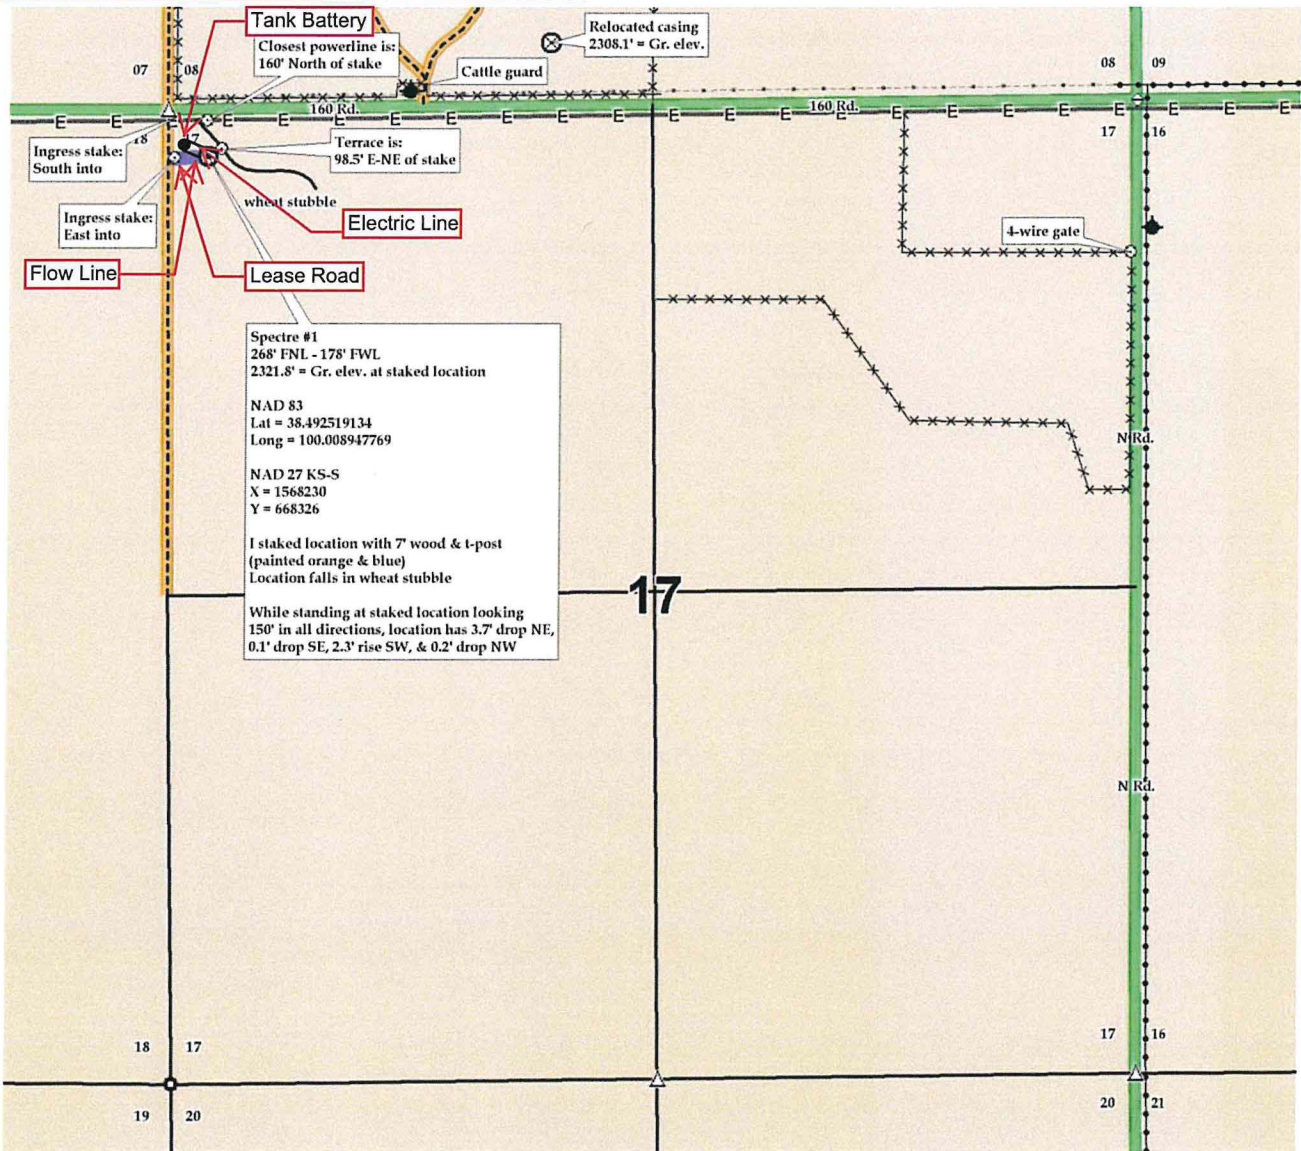 Tank Battery
Closest powerline is:
160' North of stake
Relocated casing
2308.1' = Gr. elev.
Cattle guard
07 08
08 09
160 Rd.
160 Rd.
E E E E E E E E E E E E E E E E E E E E E E
18 17
17 16
Ingress stake:
South into
Terrace is:
98.5' E-NE of stake
wheat stubble
Ingress stake:
East into
Electric Line
4-wire gate
Flow Line
Lease Road
Spectre #1
268' FNL - 178' FWL
2321.8' = Gr. elev. at staked location
NAD 83
Lat = 38.492519134
Long = 100.008947769
NAD 27 KS-S
X = 1568230
Y = 668326
I staked location with 7' wood & t-post
(painted orange & blue)
Location falls in wheat stubble
While standing at staked location looking
150' in all directions, location has 3.7' drop NE,
0.1' drop SE, 2.3' rise SW, & 0.2' drop NW
N Rd.
17
N Rd.
18 17
17 16
19 20
20 21